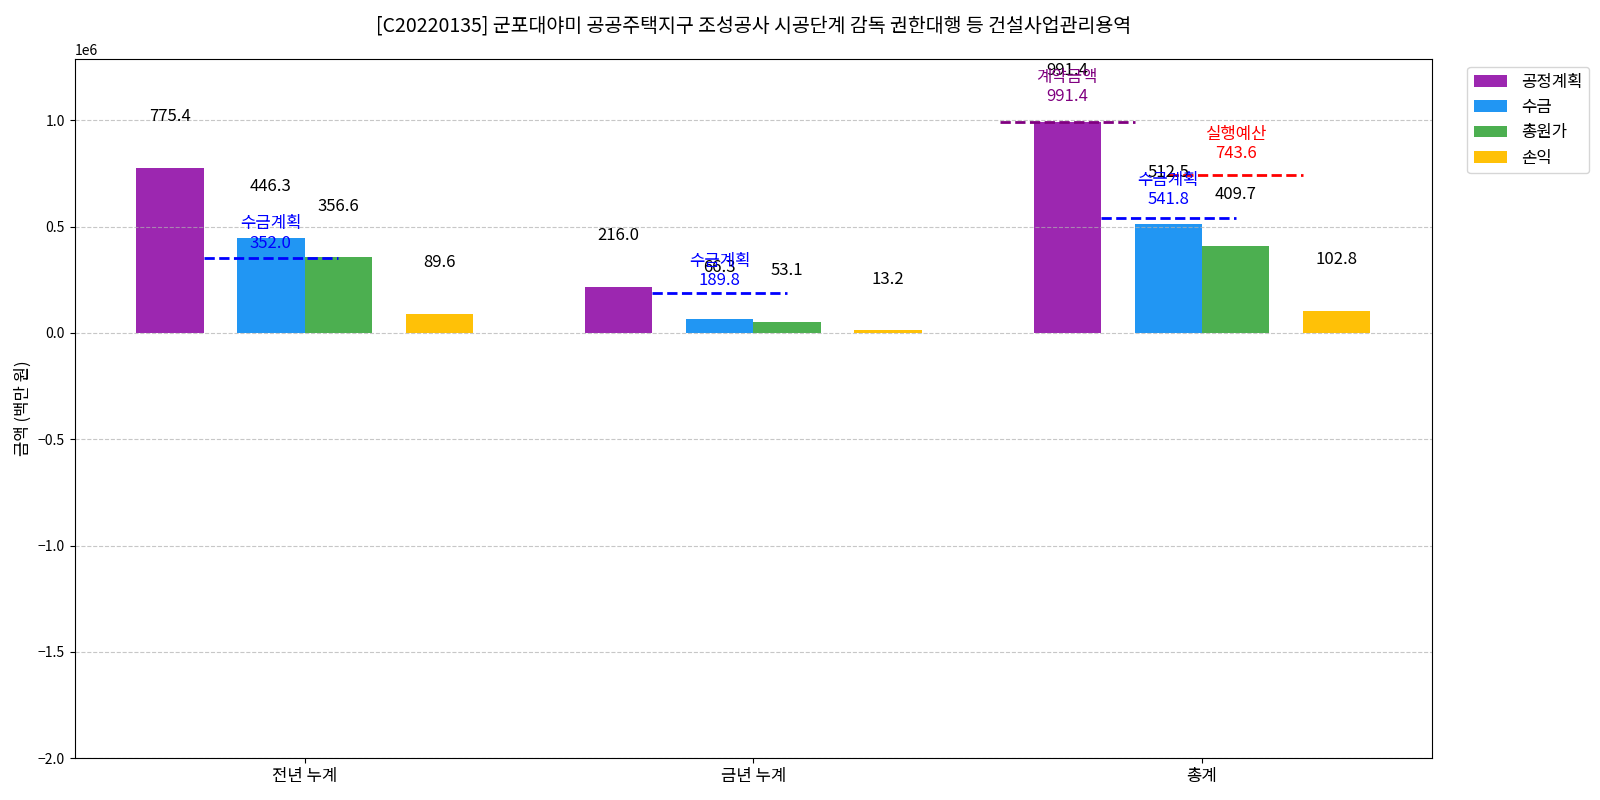 [C20220135] 군포대야미 공공주택지구 조성공사 시공단계 감독 권한대행 등 건설사업관리용역
1e6
1.0
0.5
0.0
−0.5
−1.0
−1.5
−2.0
금액 (백만 원)
775.4
446.3
356.6
수금계획
352.0
89.6
216.0
66.3
수금계획
189.8
53.1
13.2
991.4
계약금액
991.4
실행예산
743.6
512.5
수금계획
541.8
409.7
102.8
전년 누계
금년 누계
총계
공정계획
수금
총원가
손익